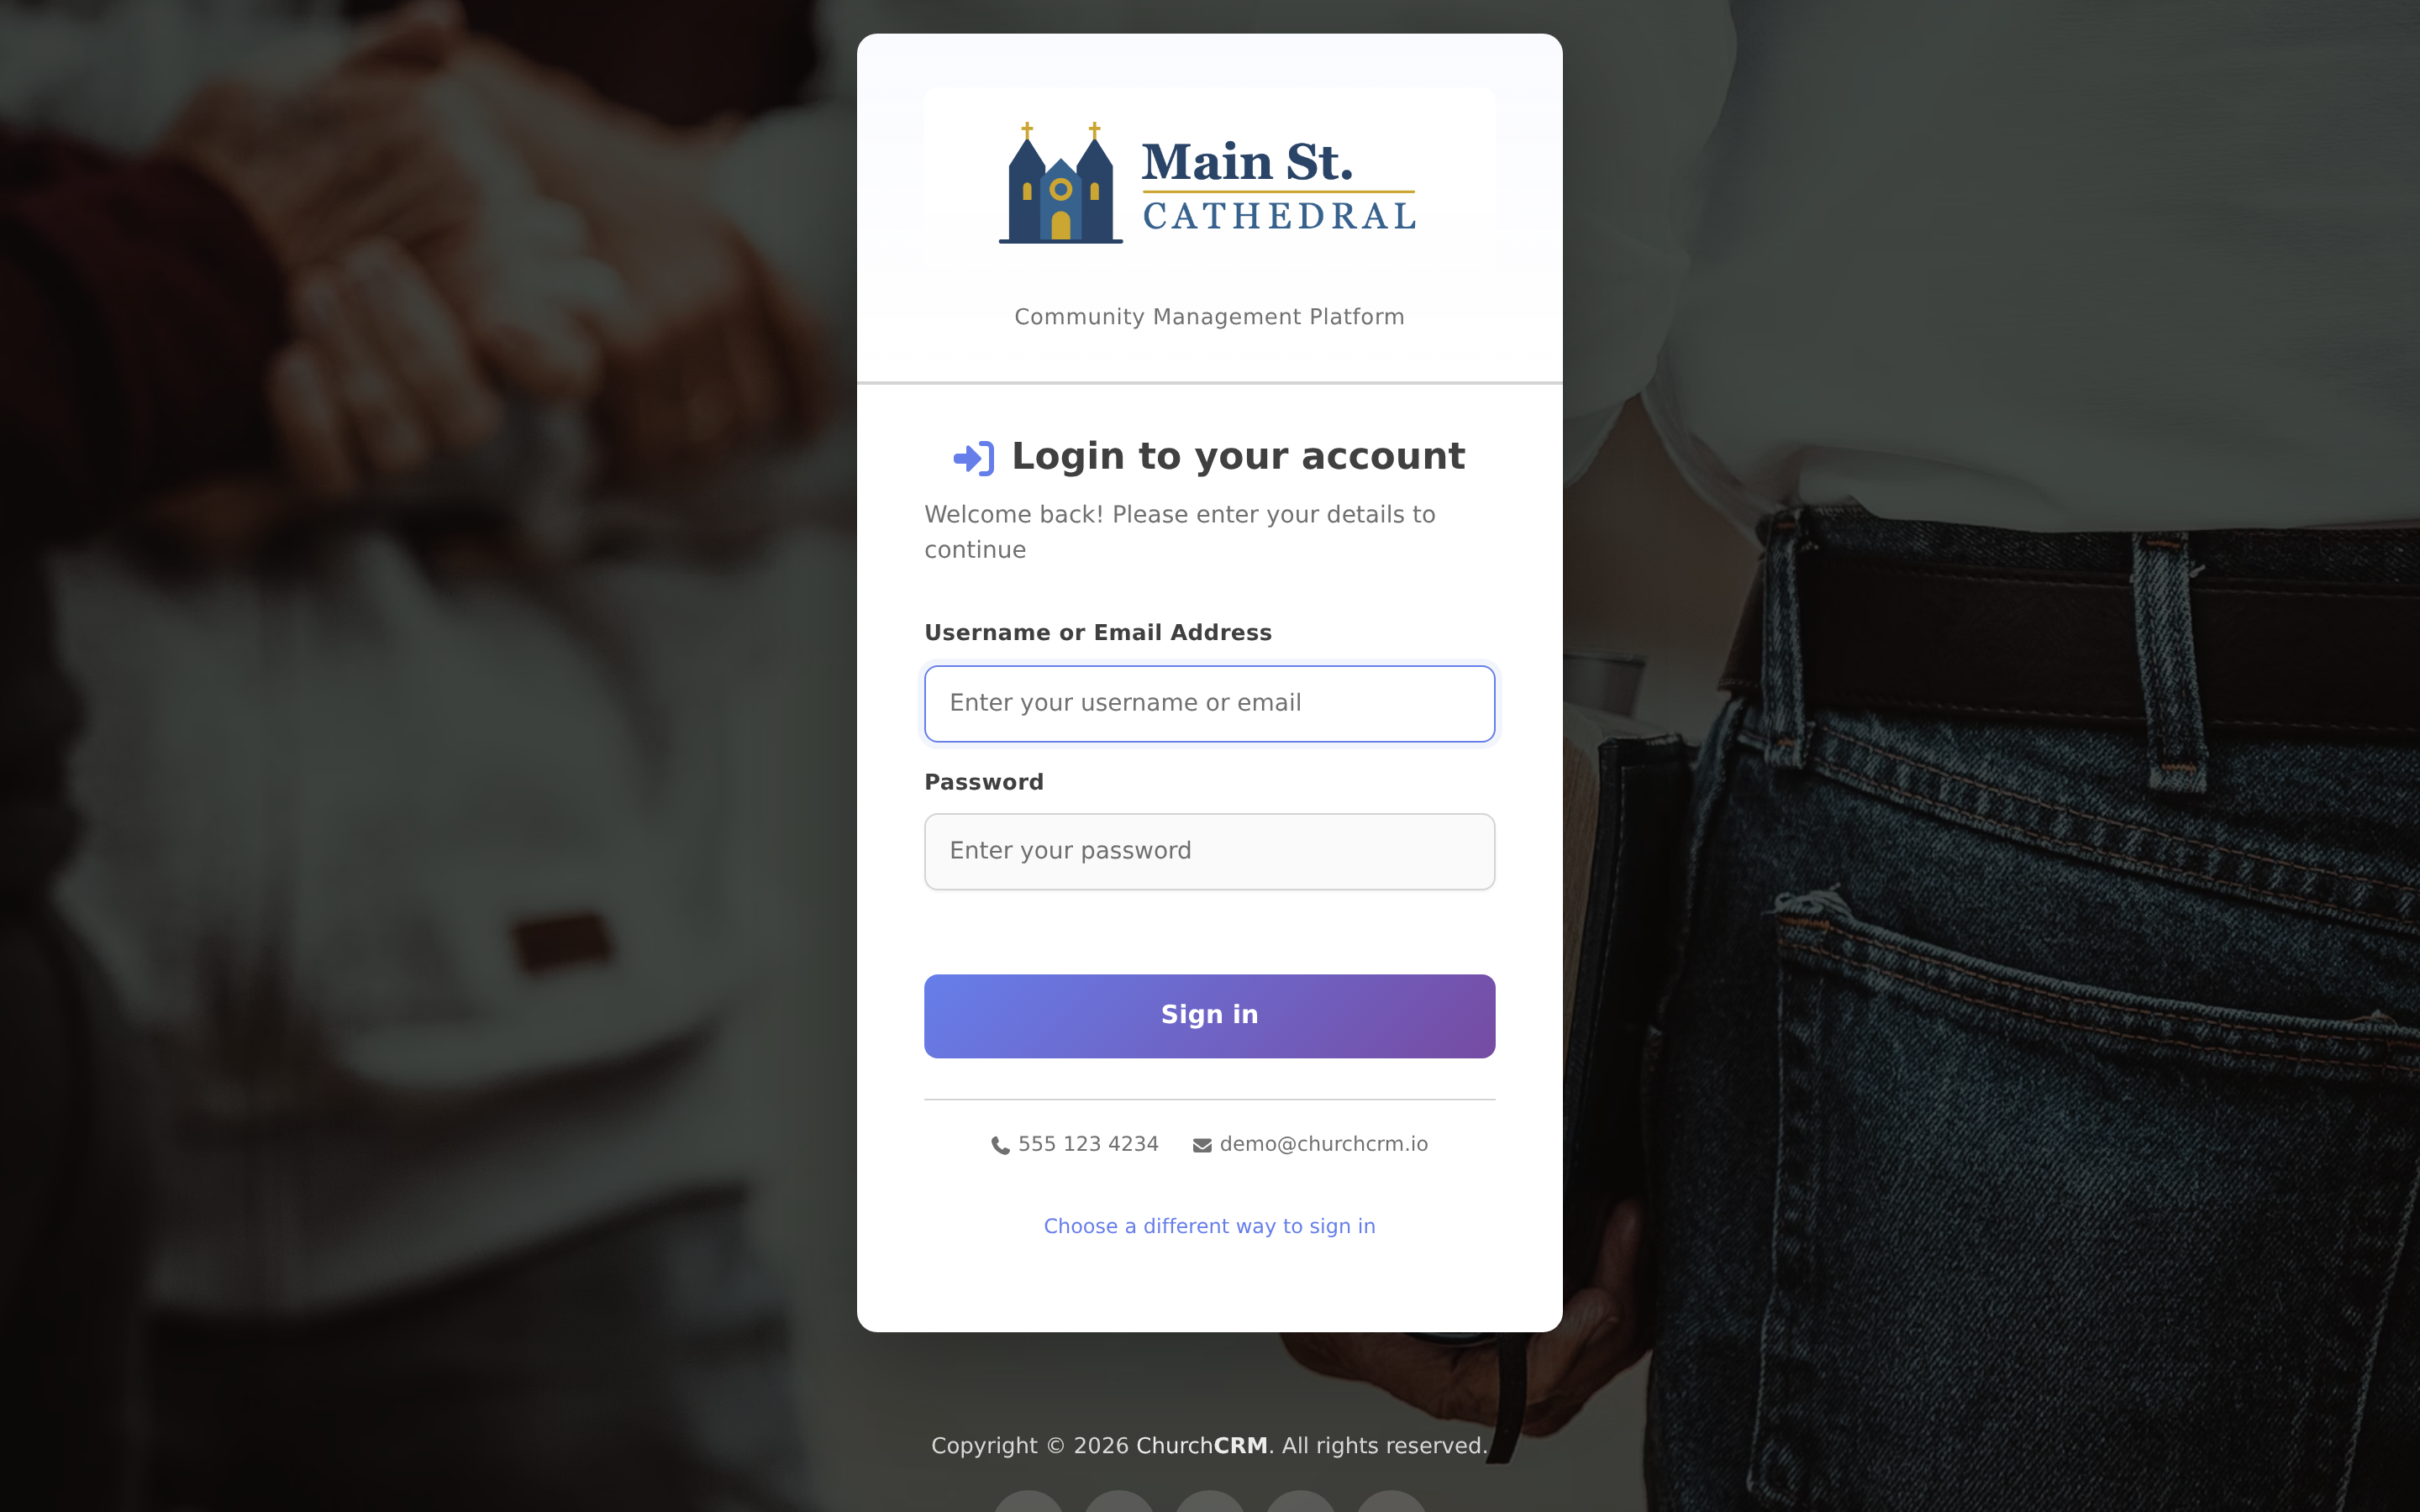 Main St.
CATHEDRAL
Community Management Platform
Login to your account
Welcome back! Please enter your details to
continue
Username or Email Address
Enter your username or email
Password
Enter your password
Sign in
555 123 4234 demo@churchcrm.io
Choose a different way to sign in
Copyright © 2026 ChurchCRM. All rights reserved.